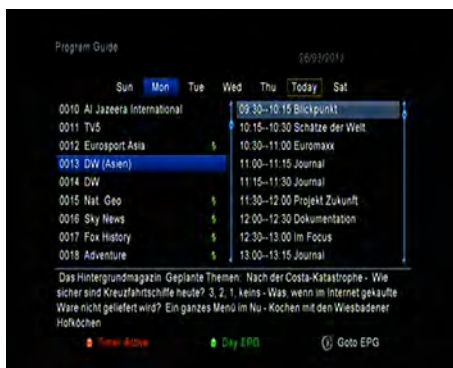 Program Guide
Sun Mon Tue Wed Thu Today Sat
0010 Al Jazeera International
0011 TV5
0012 Eurosport Asia $
0013 DW (Asien)
0014 DW
0015 Nat. Geo $
0016 Sky News $
0017 Fox History $
0018 Adventure $
09:30--10:15 Blickpunkt
10:15--10:30 Schätze der Welt
10:30--11:00 Euromaxx
11:00--11:15 Journal
11:15--11:30 Journal
11:30--12:00 Projekt Zukunft
12:00--12:30 Dokumentation
12:30--13:00 Im Focus
13:00--13:15 Journal
Das Hintergrundmagazin Geplante Themen: Nach der Costa-Katastrophe - Wie
sicher sind Kreuzfahrtschiffe heute? 3, 2, 1, keins - Was, wenn im Internet gekaufte
Ware nicht geliefert wird? Ein ganzes Menü im Nu - Kochen mit den Wiesbadener
Hofköchen
Timer Active Day EPG Goto EPG